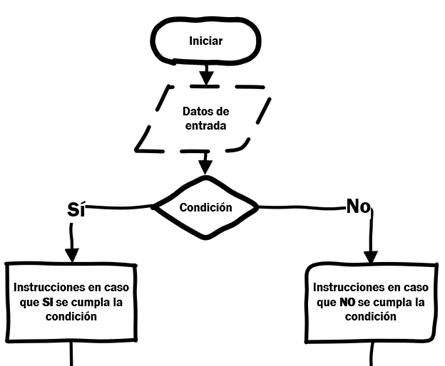 Iniciar
Datos de
entrada
Condición
Sí
No
Instrucciones en caso
que SI se cumpla la
condición
Instrucciones en caso
que NO se cumpla la
condición